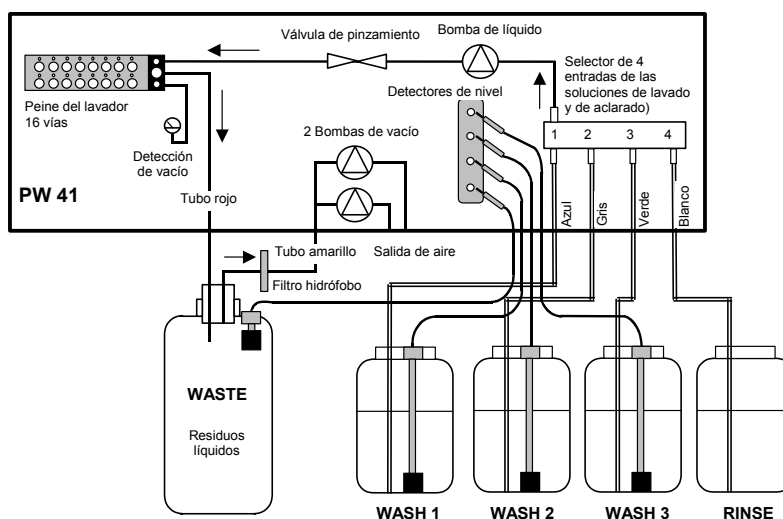 Válvula de pinzamiento
Bomba de líquido
Selector de 4
entradas de las
soluciones de lavado
y de aclarado)
Detectores de nivel
Peine del lavador
16 vías
2 Bombas de vacío
1 2 3 4
Detección
de vacío
PW 41
Tubo rojo
Azul
Gris
Verde
Blanco
Tubo amarillo
Salida de aire
Filtro hidrófobo
WASTE
Residuos
líquidos
WASH 1
WASH 2
WASH 3
RINSE